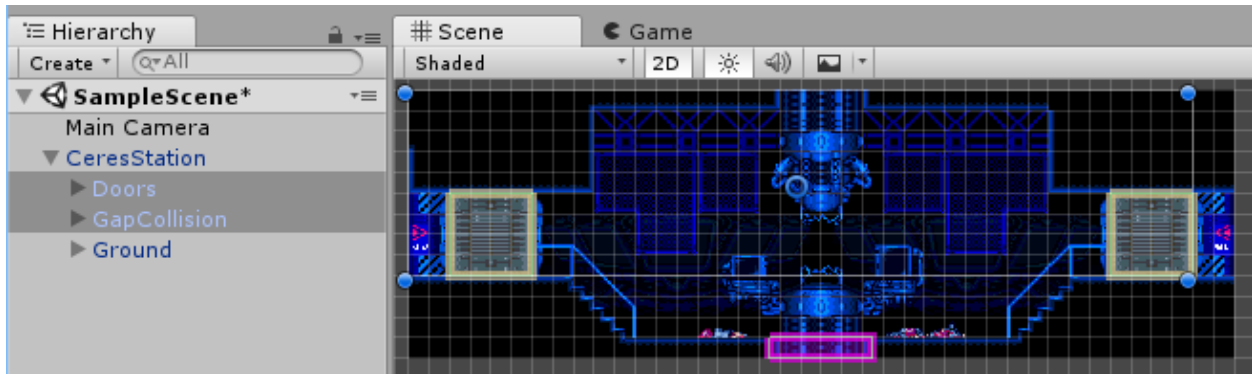 Hierarchy
Create
All
SampleScene*
Main Camera
CeresStation
Doors
GapCollision
Ground
Scene
Game
Shaded
2D